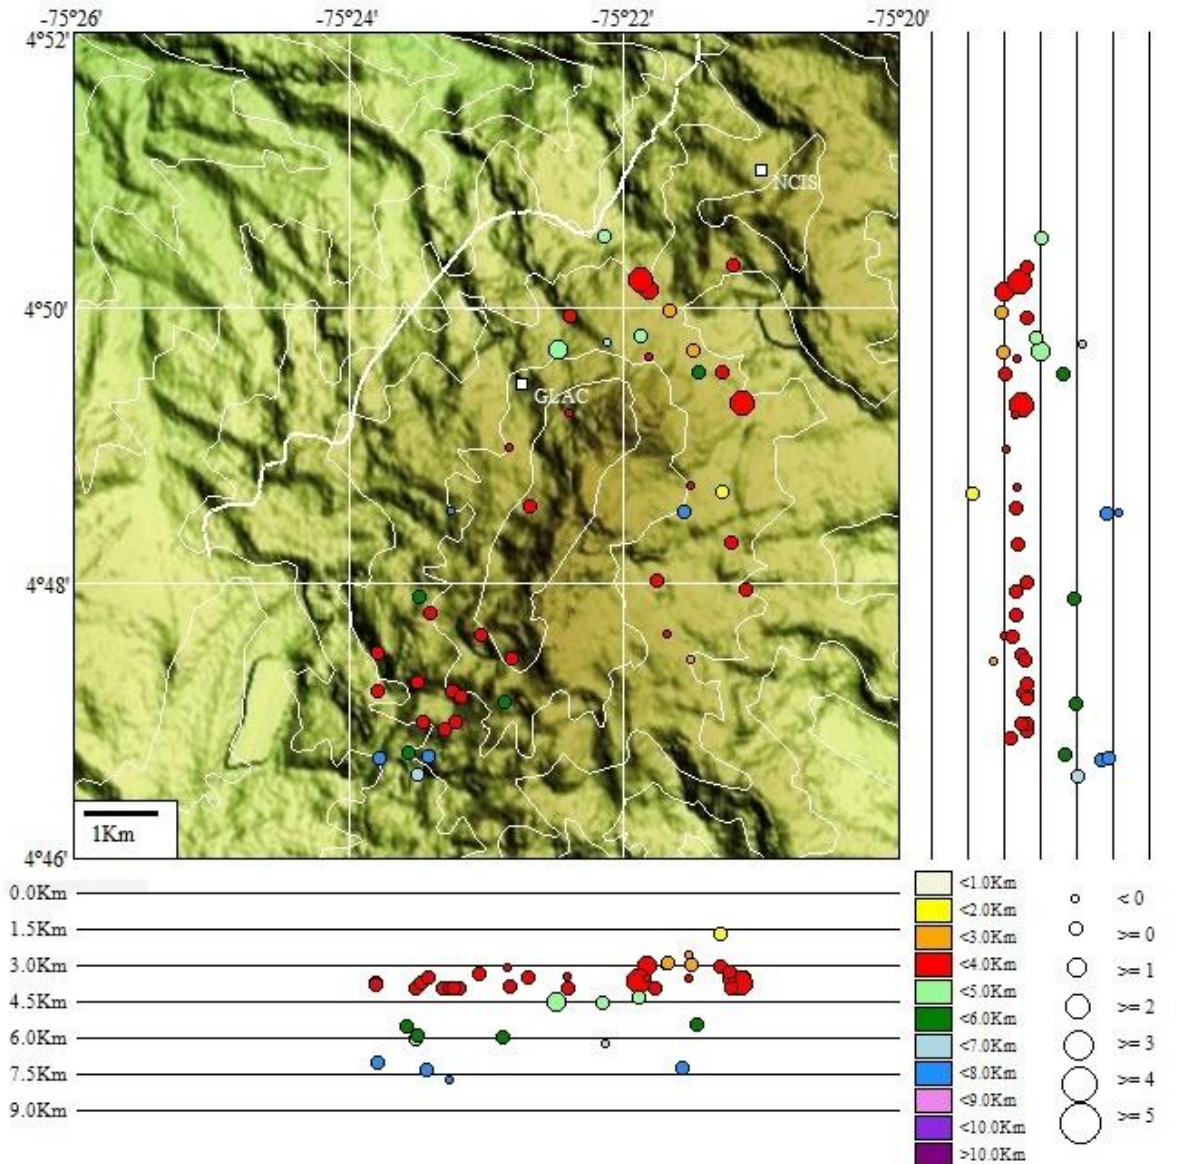 -75°26'
-75°24'
-75°22'
-75°20'
4°52'
NCIS
4°50'
GLAC
4°48'
1Km
4°46'
0.0Km
1.5Km
3.0Km
4.5Km
6.0Km
7.5Km
9.0Km
<1.0Km
<2.0Km
<3.0Km
<4.0Km
<5.0Km
<6.0Km
<7.0Km
<8.0Km
<9.0Km
<10.0Km
>10.0Km
< 0
>= 0
>= 1
>= 2
>= 3
>= 4
>= 5